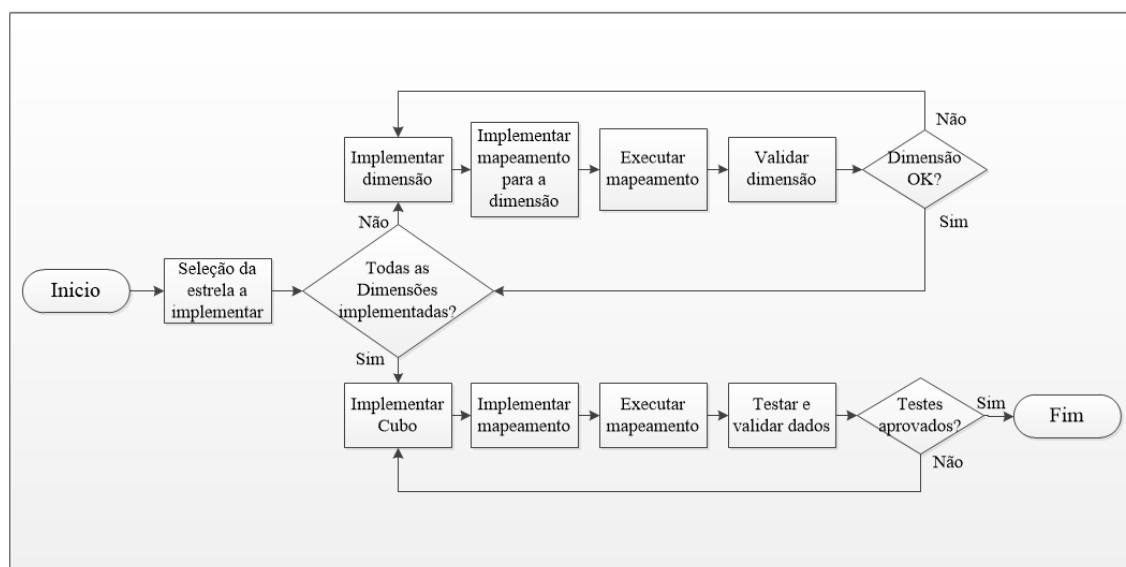 Não
Implementar
dimensão
Implementar
mapeamento
para a
dimensão
Executar
mapeamento
Validar
dimensão
Dimensão
OK?
Não
Sim
Inicio
Seleção da
estrela a
implementar
Todas as
Dimensões
implementadas?
Sim
Implementar
Cubo
Implementar
mapeamento
Executar
mapeamento
Testar e
validar dados
Testes
aprovados?
Sim
Fim
Não